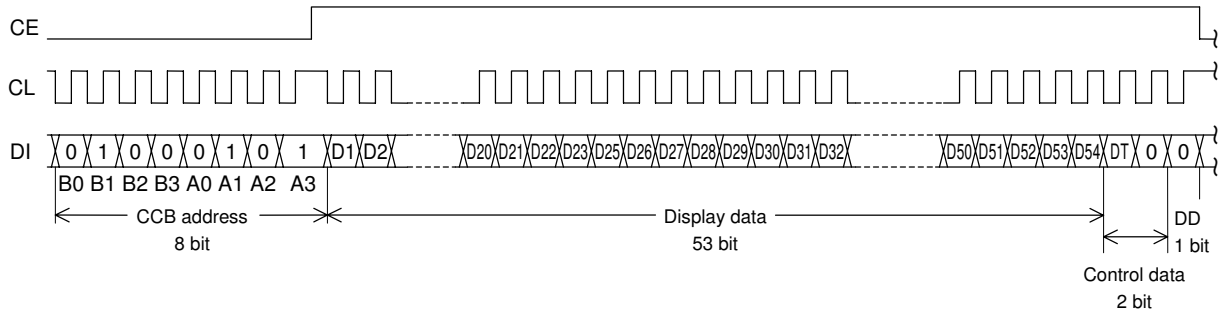 CE
CL
DI 0 1 0 0 0 1 0 1 D1 D2 D20 D21 D22 D23 D25 D26 D27 D28 D29 D30 D31 D32 D50 D51 D52 D53 D54 DT 0 0
B0 B1 B2 B3 A0 A1 A2 A3
CCB address Display data DD
8 bit 53 bit 1 bit
Control data
2 bit